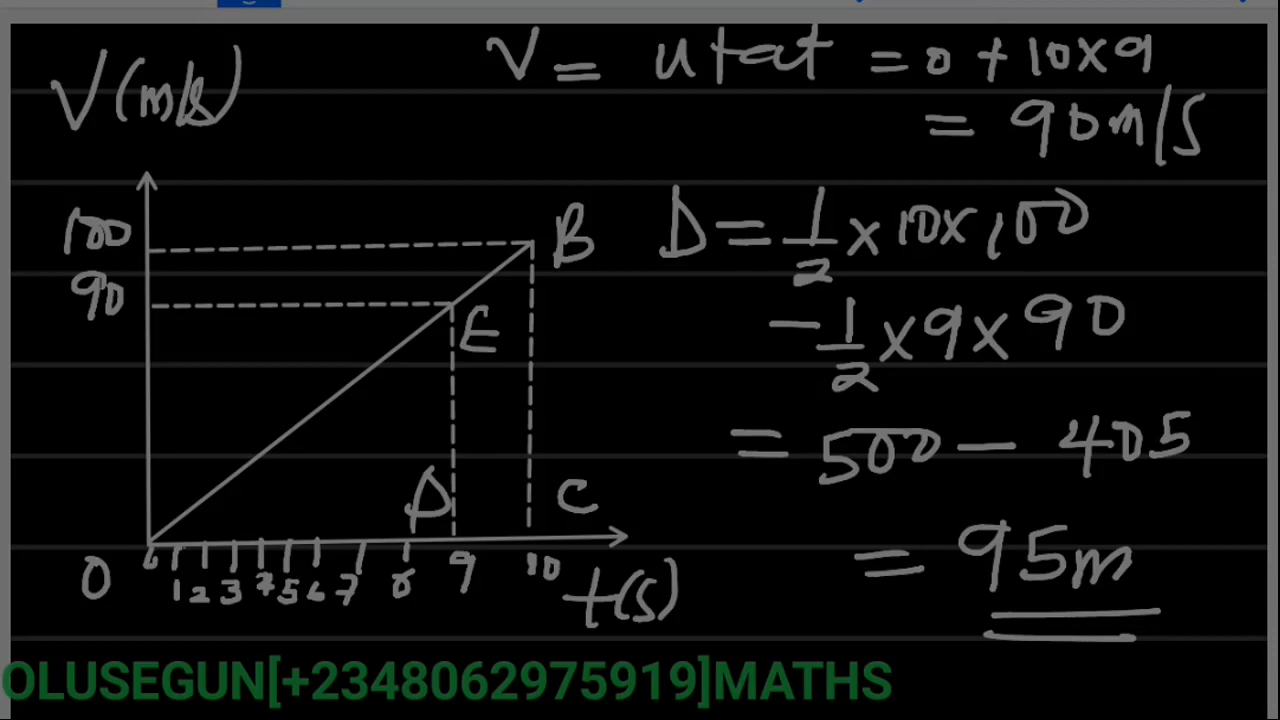 V(m/s)
V = u+at = 0 + 10×9
= 90m/s
100
B
D = 1/2 × 10×100
90
E
- 1/2 × 9 × 90
= 500 - 405
D
C
= 95m
0
1 2 3 5 6 7 8 9 10 t(s)
OLUSEGUN[+2348062975919]MATHS